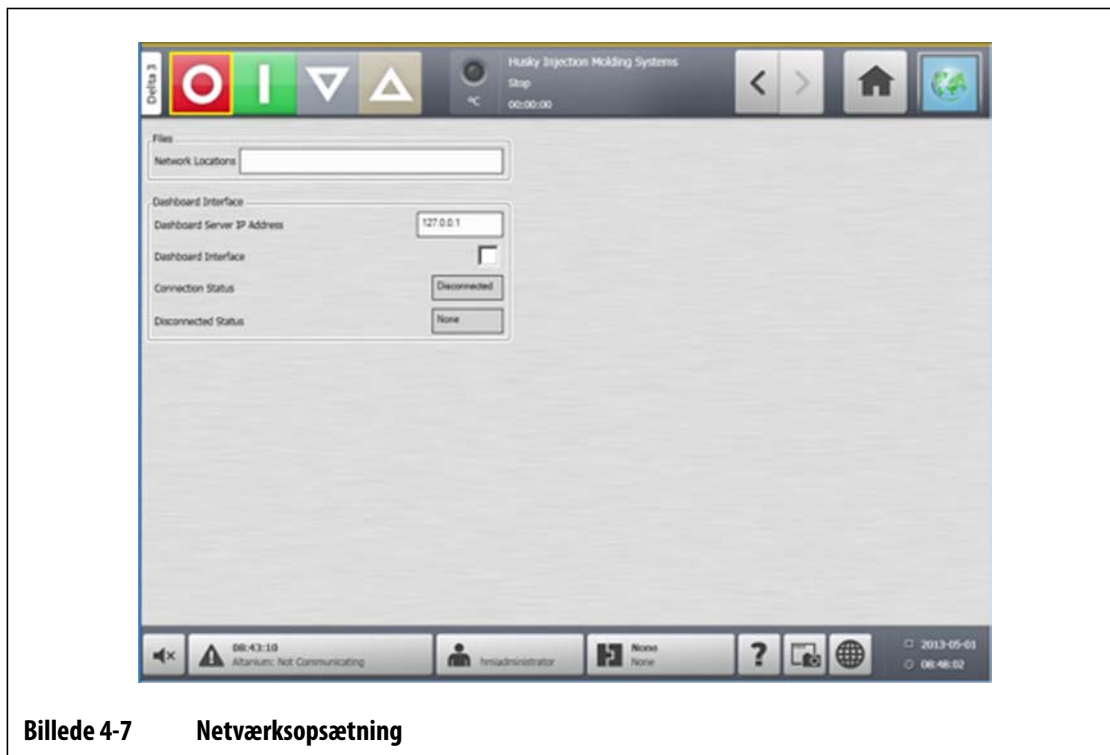 Delta 3
Husky Injection Molding Systems
Stop
°C
00:00:00
Files
Network Locations
Dashboard Interface
Dashboard Server IP Address
127.0.0.1
Dashboard Interface
Connection Status
Disconnected
Disconnected Status
None
08:43:10
Altanium: Not Communicating
hmiadministrator
None
None
?
2013-05-01
08:48:02
Billede 4-7 Netværksopsætning